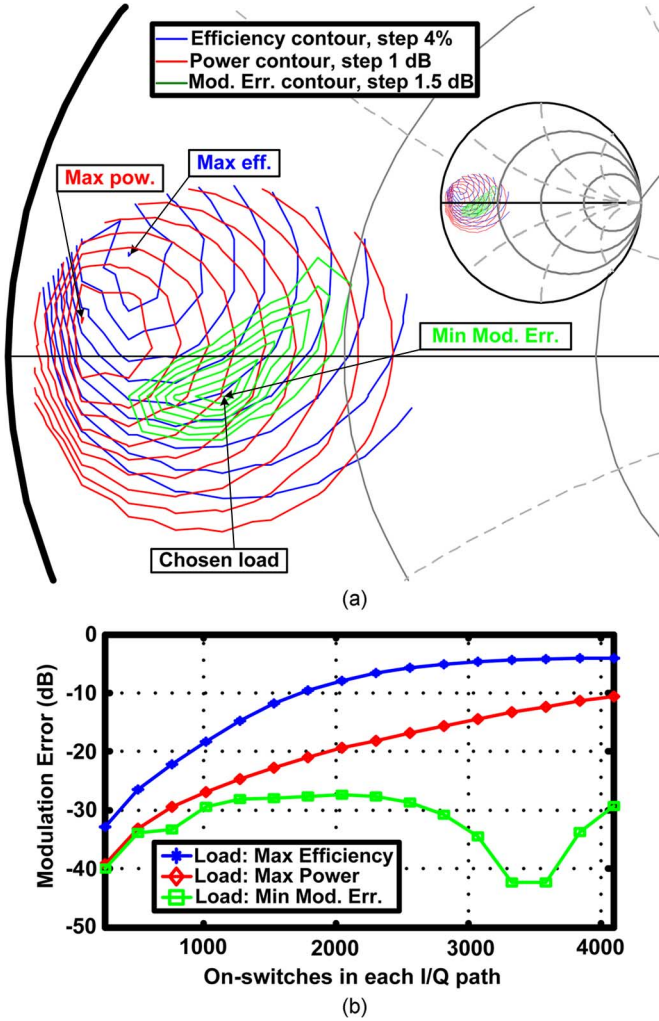 Efficiency contour, step 4%
Power contour, step 1 dB
Mod. Err. contour, step 1.5 dB
Max eff.
Max pow.
Min Mod. Err.
Chosen load
(a)
0
-10
-20
-30
-40
-50
Modulation Error (dB)
Load: Max Efficiency
Load: Max Power
Load: Min Mod. Err.
1000 2000 3000 4000
On-switches in each I/Q path
(b)